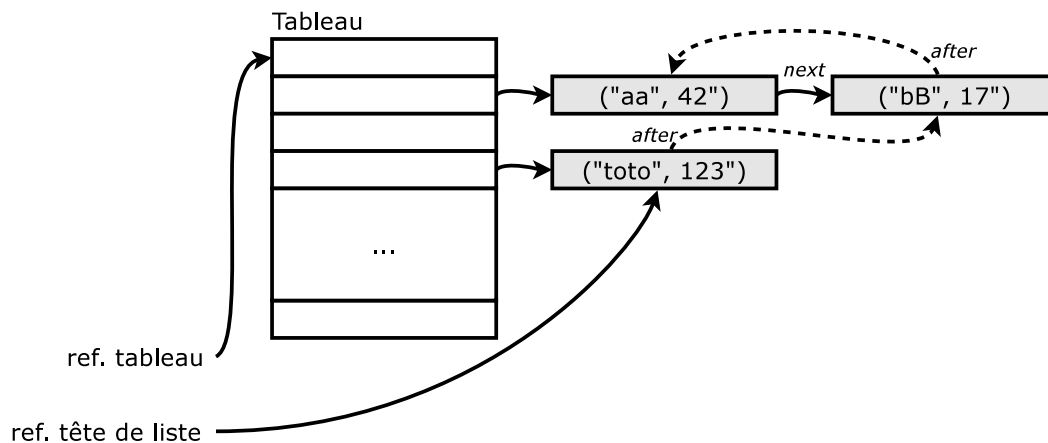 Tableau
after
next
("aa", 42")
("bB", 17")
after
("toto", 123")
...
ref. tableau
ref. tête de liste